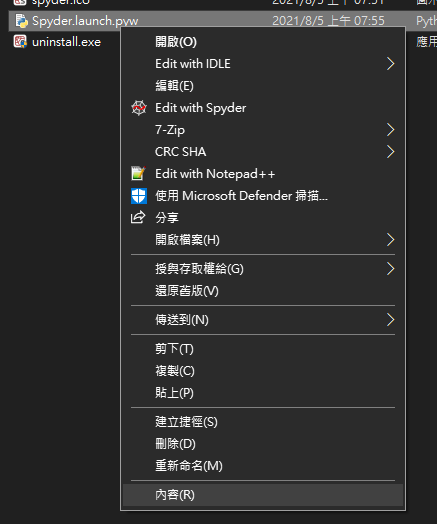 spyder.ico 2021/8/5 上午 07:51
Spyder.launch.pyw 2021/8/5 上午 07:55 Pyth
uninstall.exe 應用
開啟(O)
Edit with IDLE
編輯(E)
Edit with Spyder
7-Zip
CRC SHA
Edit with Notepad++
使用 Microsoft Defender 掃描...
分享
開啟檔案(H)
授與存取權給(G)
還原舊版(V)
傳送到(N)
剪下(T)
複製(C)
貼上(P)
建立捷徑(S)
刪除(D)
重新命名(M)
內容(R)